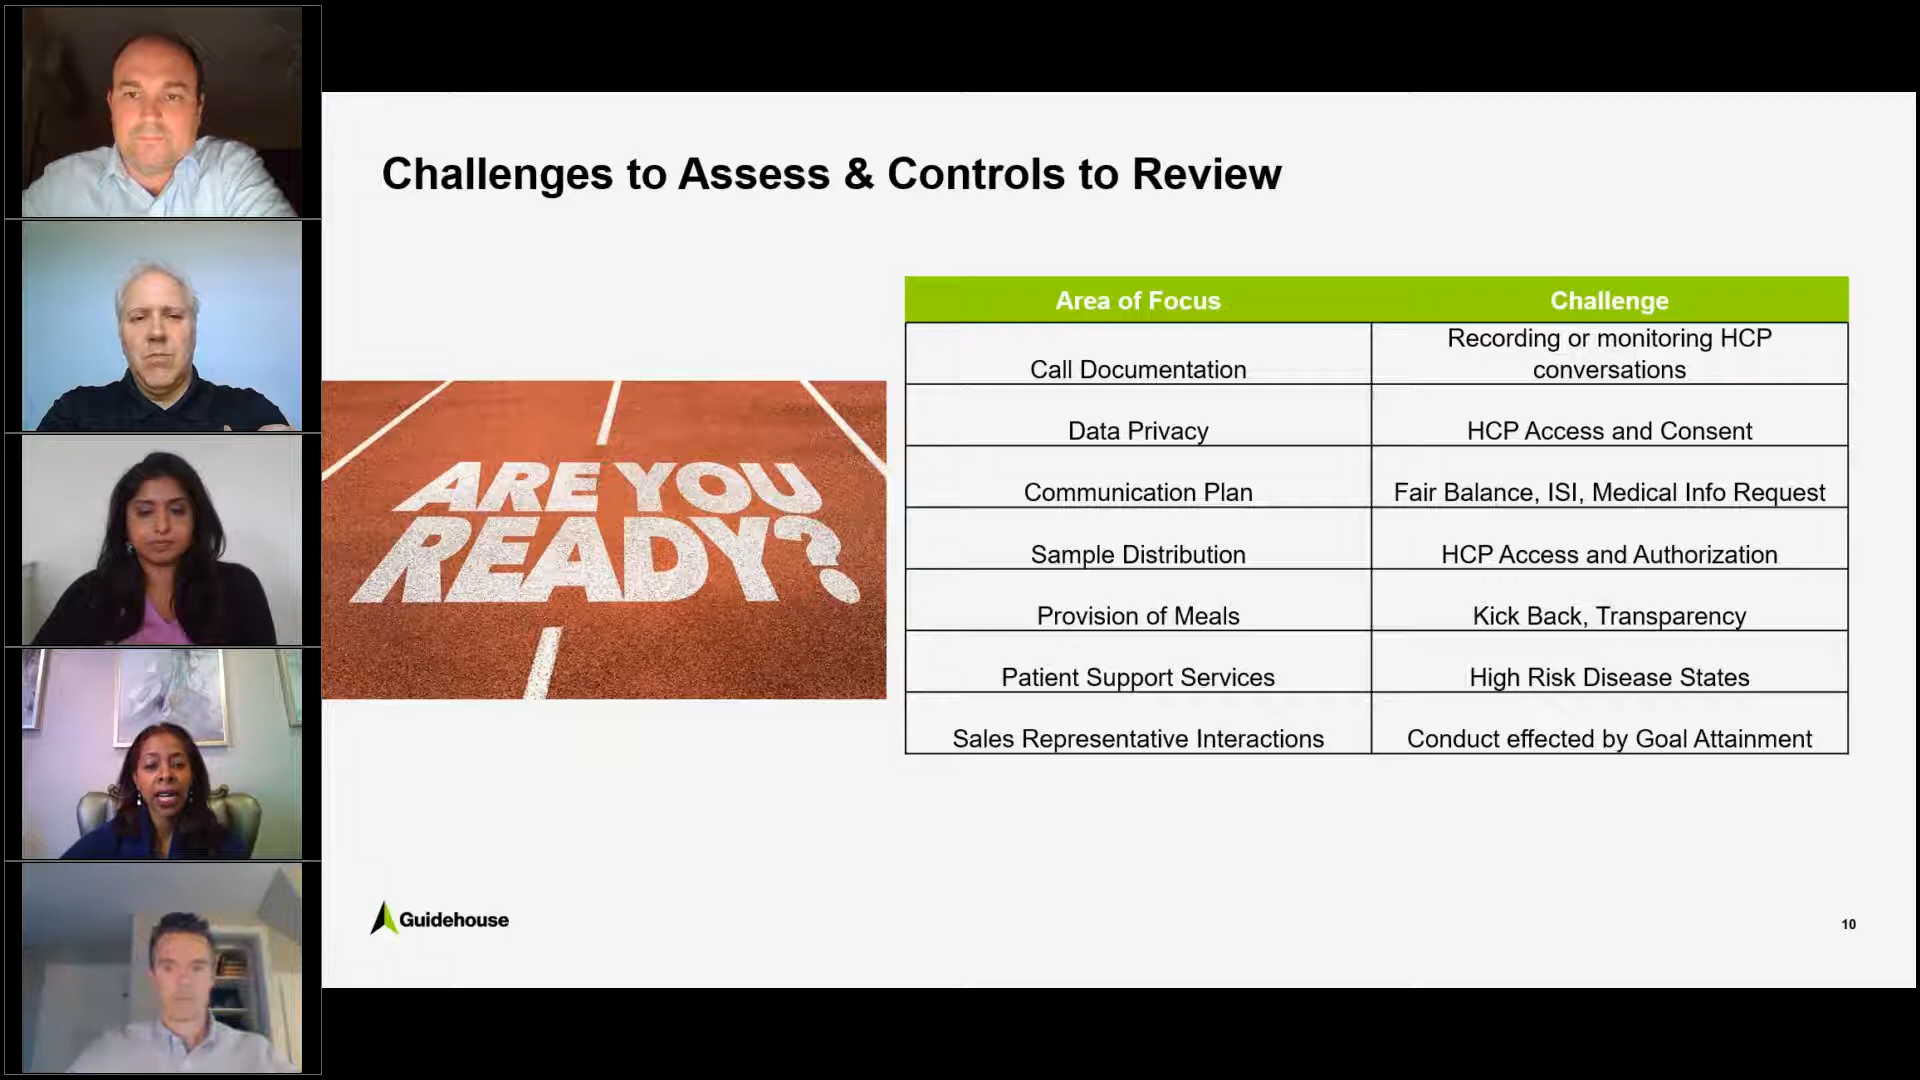 Challenges to Assess & Controls to Review
ARE YOU
READY?
Area of Focus
Challenge
Call Documentation
Recording or monitoring HCP
conversations
Data Privacy
HCP Access and Consent
Communication Plan
Fair Balance, ISI, Medical Info Request
Sample Distribution
HCP Access and Authorization
Provision of Meals
Kick Back, Transparency
Patient Support Services
High Risk Disease States
Sales Representative Interactions
Conduct effected by Goal Attainment
Guidehouse
10